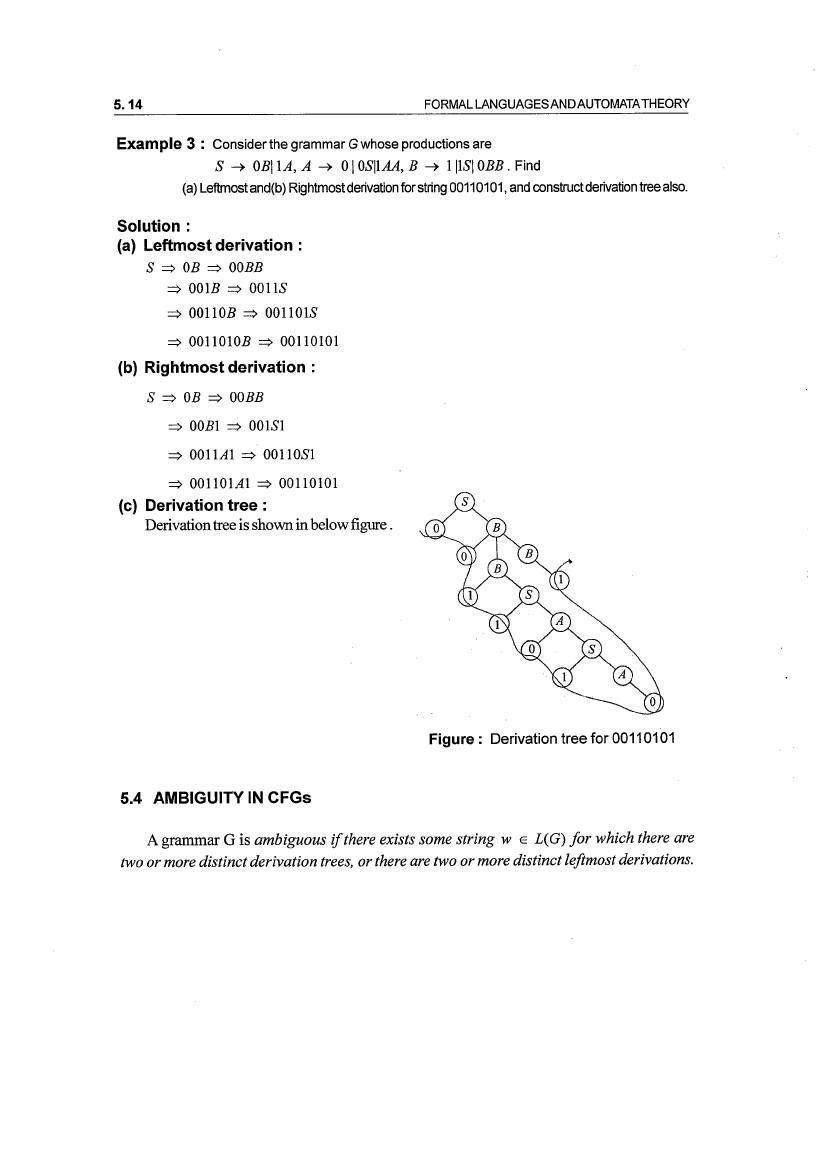 5. 14 FORMAL LANGUAGES AND AUTOMATA THEORY
Example 3 : Consider the grammar G whose productions are
S → 0B| 1A, A → 0 | 0S|1AA, B → 1 |1S| 0BB . Find
(a) Leftmost and(b) Rightmost derivation for string 00110101, and construct derivation tree also.
Solution :
(a) Leftmost derivation :
S ⇒ 0B ⇒ 00BB
⇒ 001B ⇒ 0011S
⇒ 00110B ⇒ 001101S
⇒ 0011010B ⇒ 00110101
(b) Rightmost derivation :
S ⇒ 0B ⇒ 00BB
⇒ 00B1 ⇒ 001S1
⇒ 0011A1 ⇒ 00110S1
⇒ 001101A1 ⇒ 00110101
(c) Derivation tree :
Derivation tree is shown in below figure .
S
0 B
0 B B
1 S 1
1 A
0 S
1 A
0
Figure : Derivation tree for 00110101
5.4 AMBIGUITY IN CFGs
A grammar G is ambiguous if there exists some string w ∈ L(G) for which there are
two or more distinct derivation trees, or there are two or more distinct leftmost derivations.